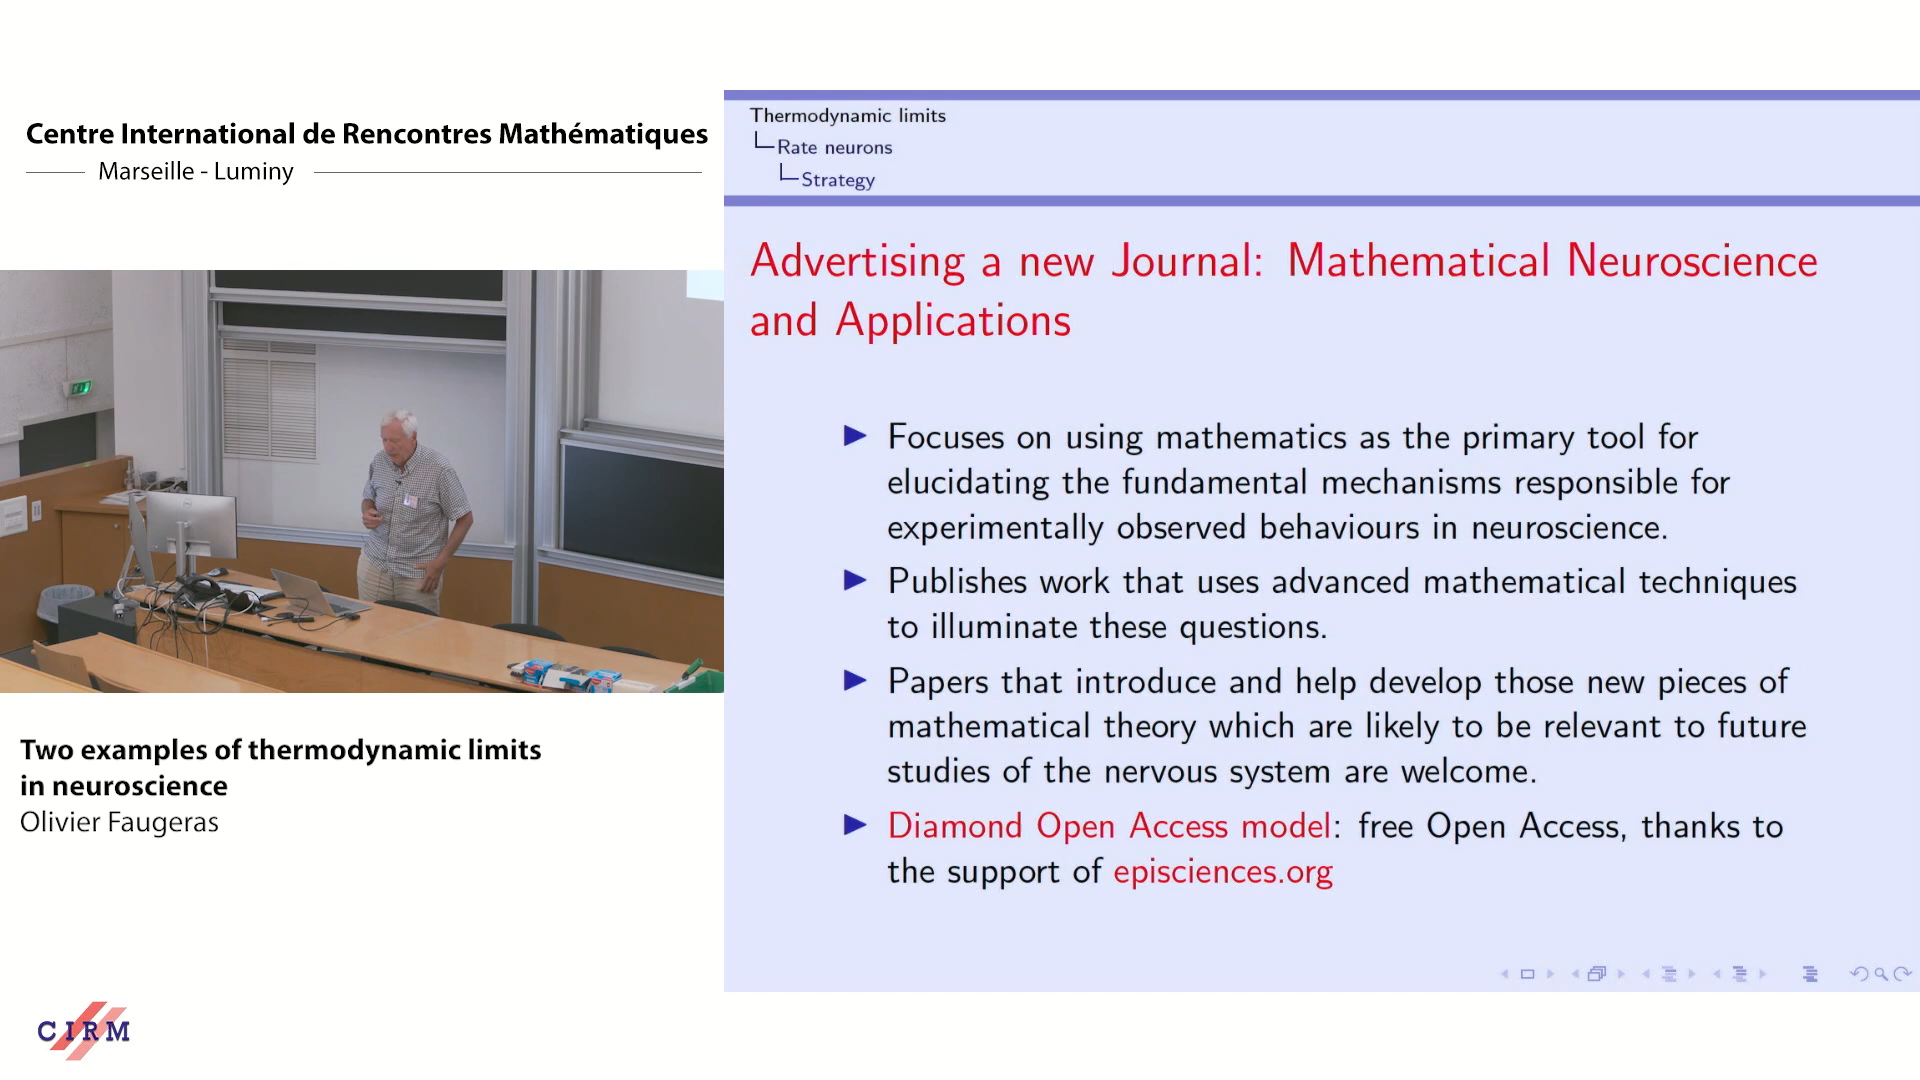 Centre International de Rencontres Mathématiques
Marseille - Luminy
Thermodynamic limits
Rate neurons
Strategy
Advertising a new Journal: Mathematical Neuroscience
and Applications
Focuses on using mathematics as the primary tool for
elucidating the fundamental mechanisms responsible for
experimentally observed behaviours in neuroscience.
Publishes work that uses advanced mathematical techniques
to illuminate these questions.
Papers that introduce and help develop those new pieces of
mathematical theory which are likely to be relevant to future
studies of the nervous system are welcome.
Diamond Open Access model: free Open Access, thanks to
the support of episciences.org
Two examples of thermodynamic limits
in neuroscience
Olivier Faugeras
CIRM